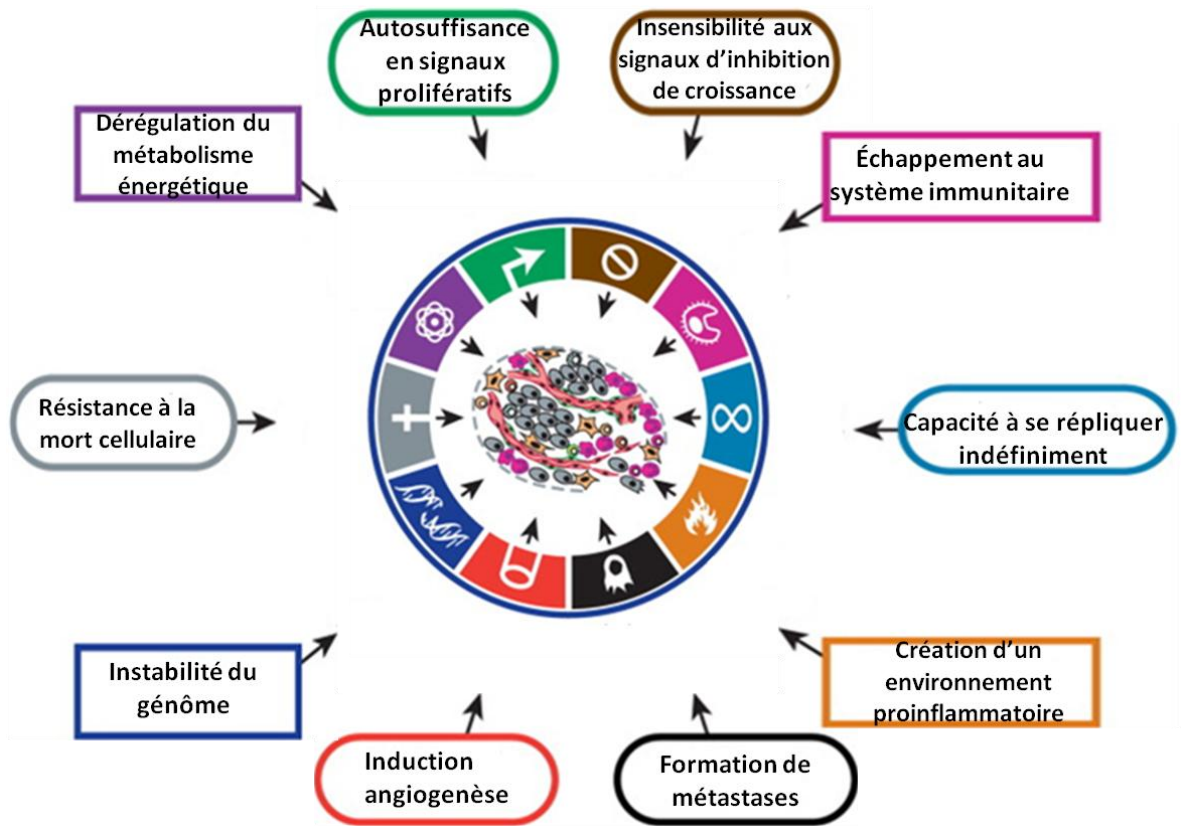 Autosuffisance
en signaux
prolifératifs
Insensibilité aux
signaux d'inhibition
de croissance
Dérégulation du
métabolisme
énergétique
Échappement au
système immunitaire
Résistance à la
mort cellulaire
Capacité à se répliquer
indéfiniment
Instabilité du
génôme
Création d'un
environnement
proinflammatoire
Induction
angiogenèse
Formation de
métastases